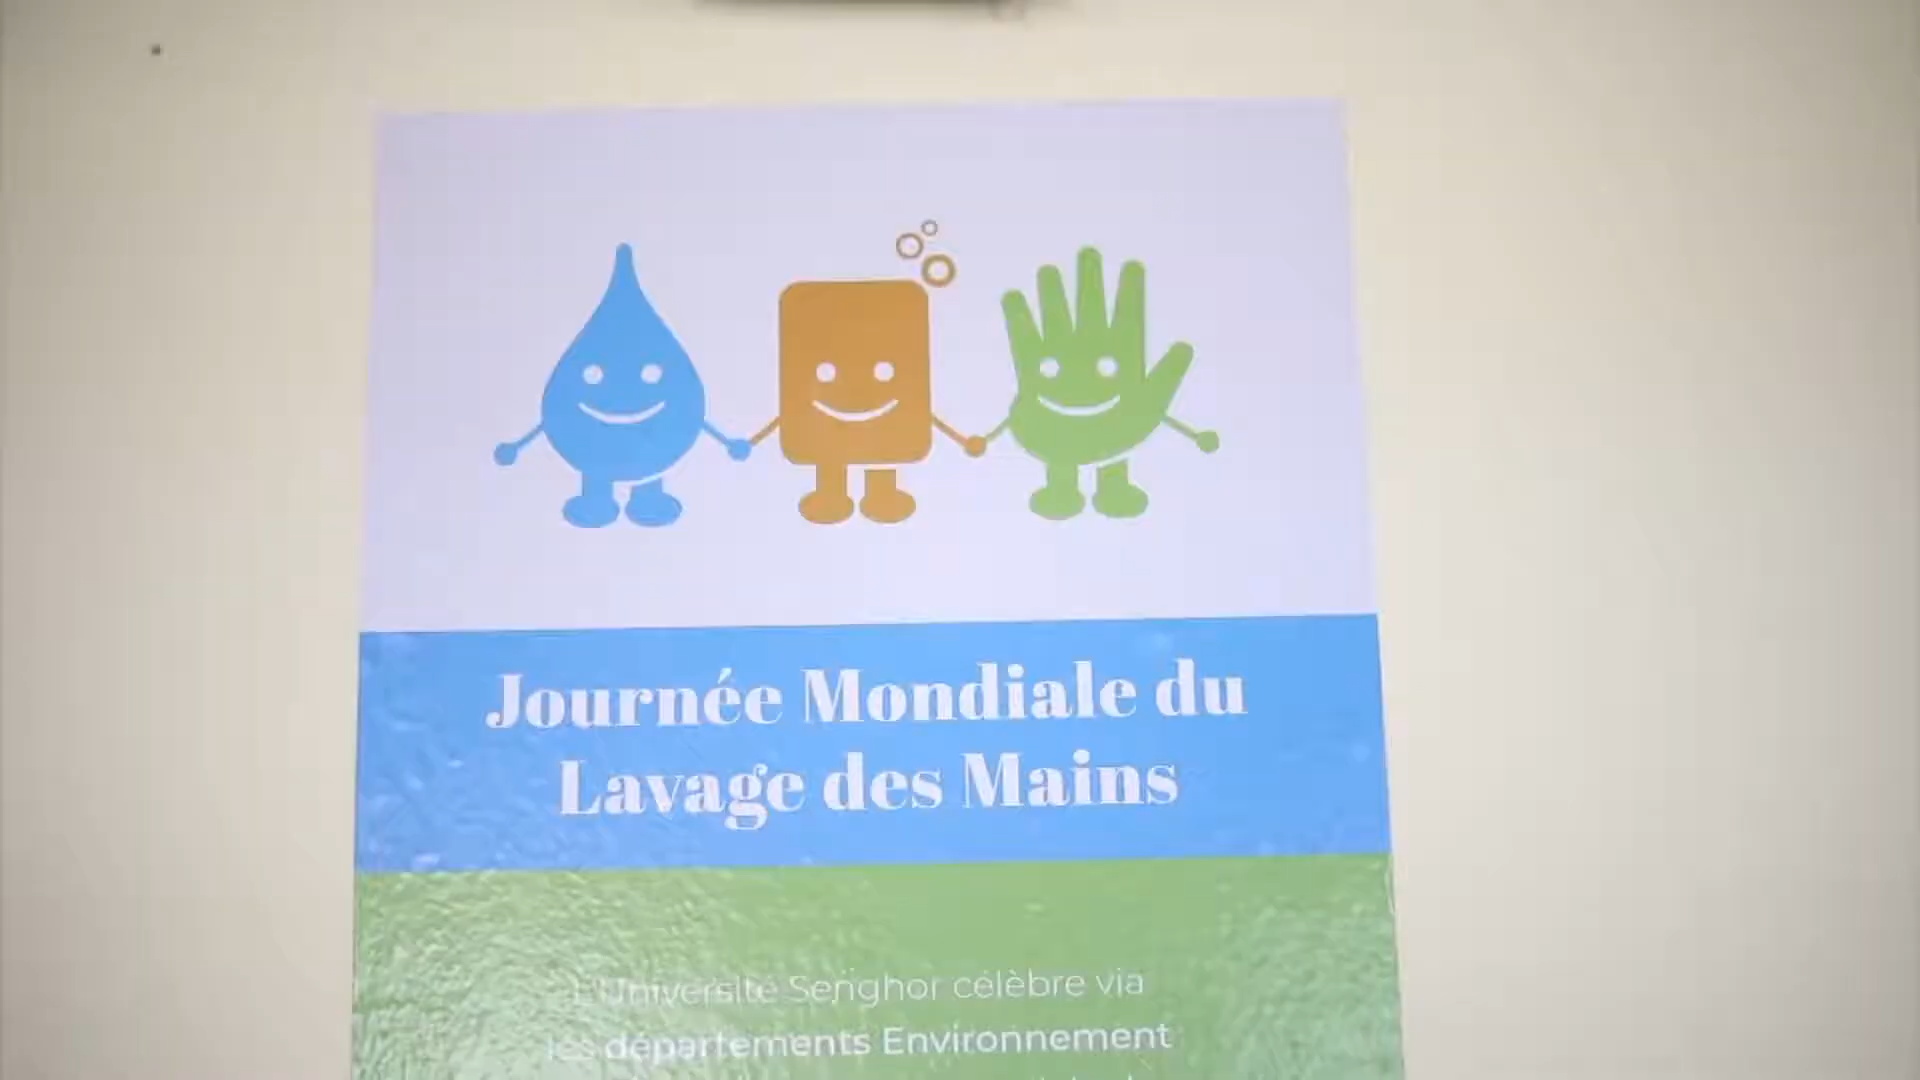 Journée Mondiale du
Lavage des Mains
L'Université Senghor célèbre via
les départements Environnement